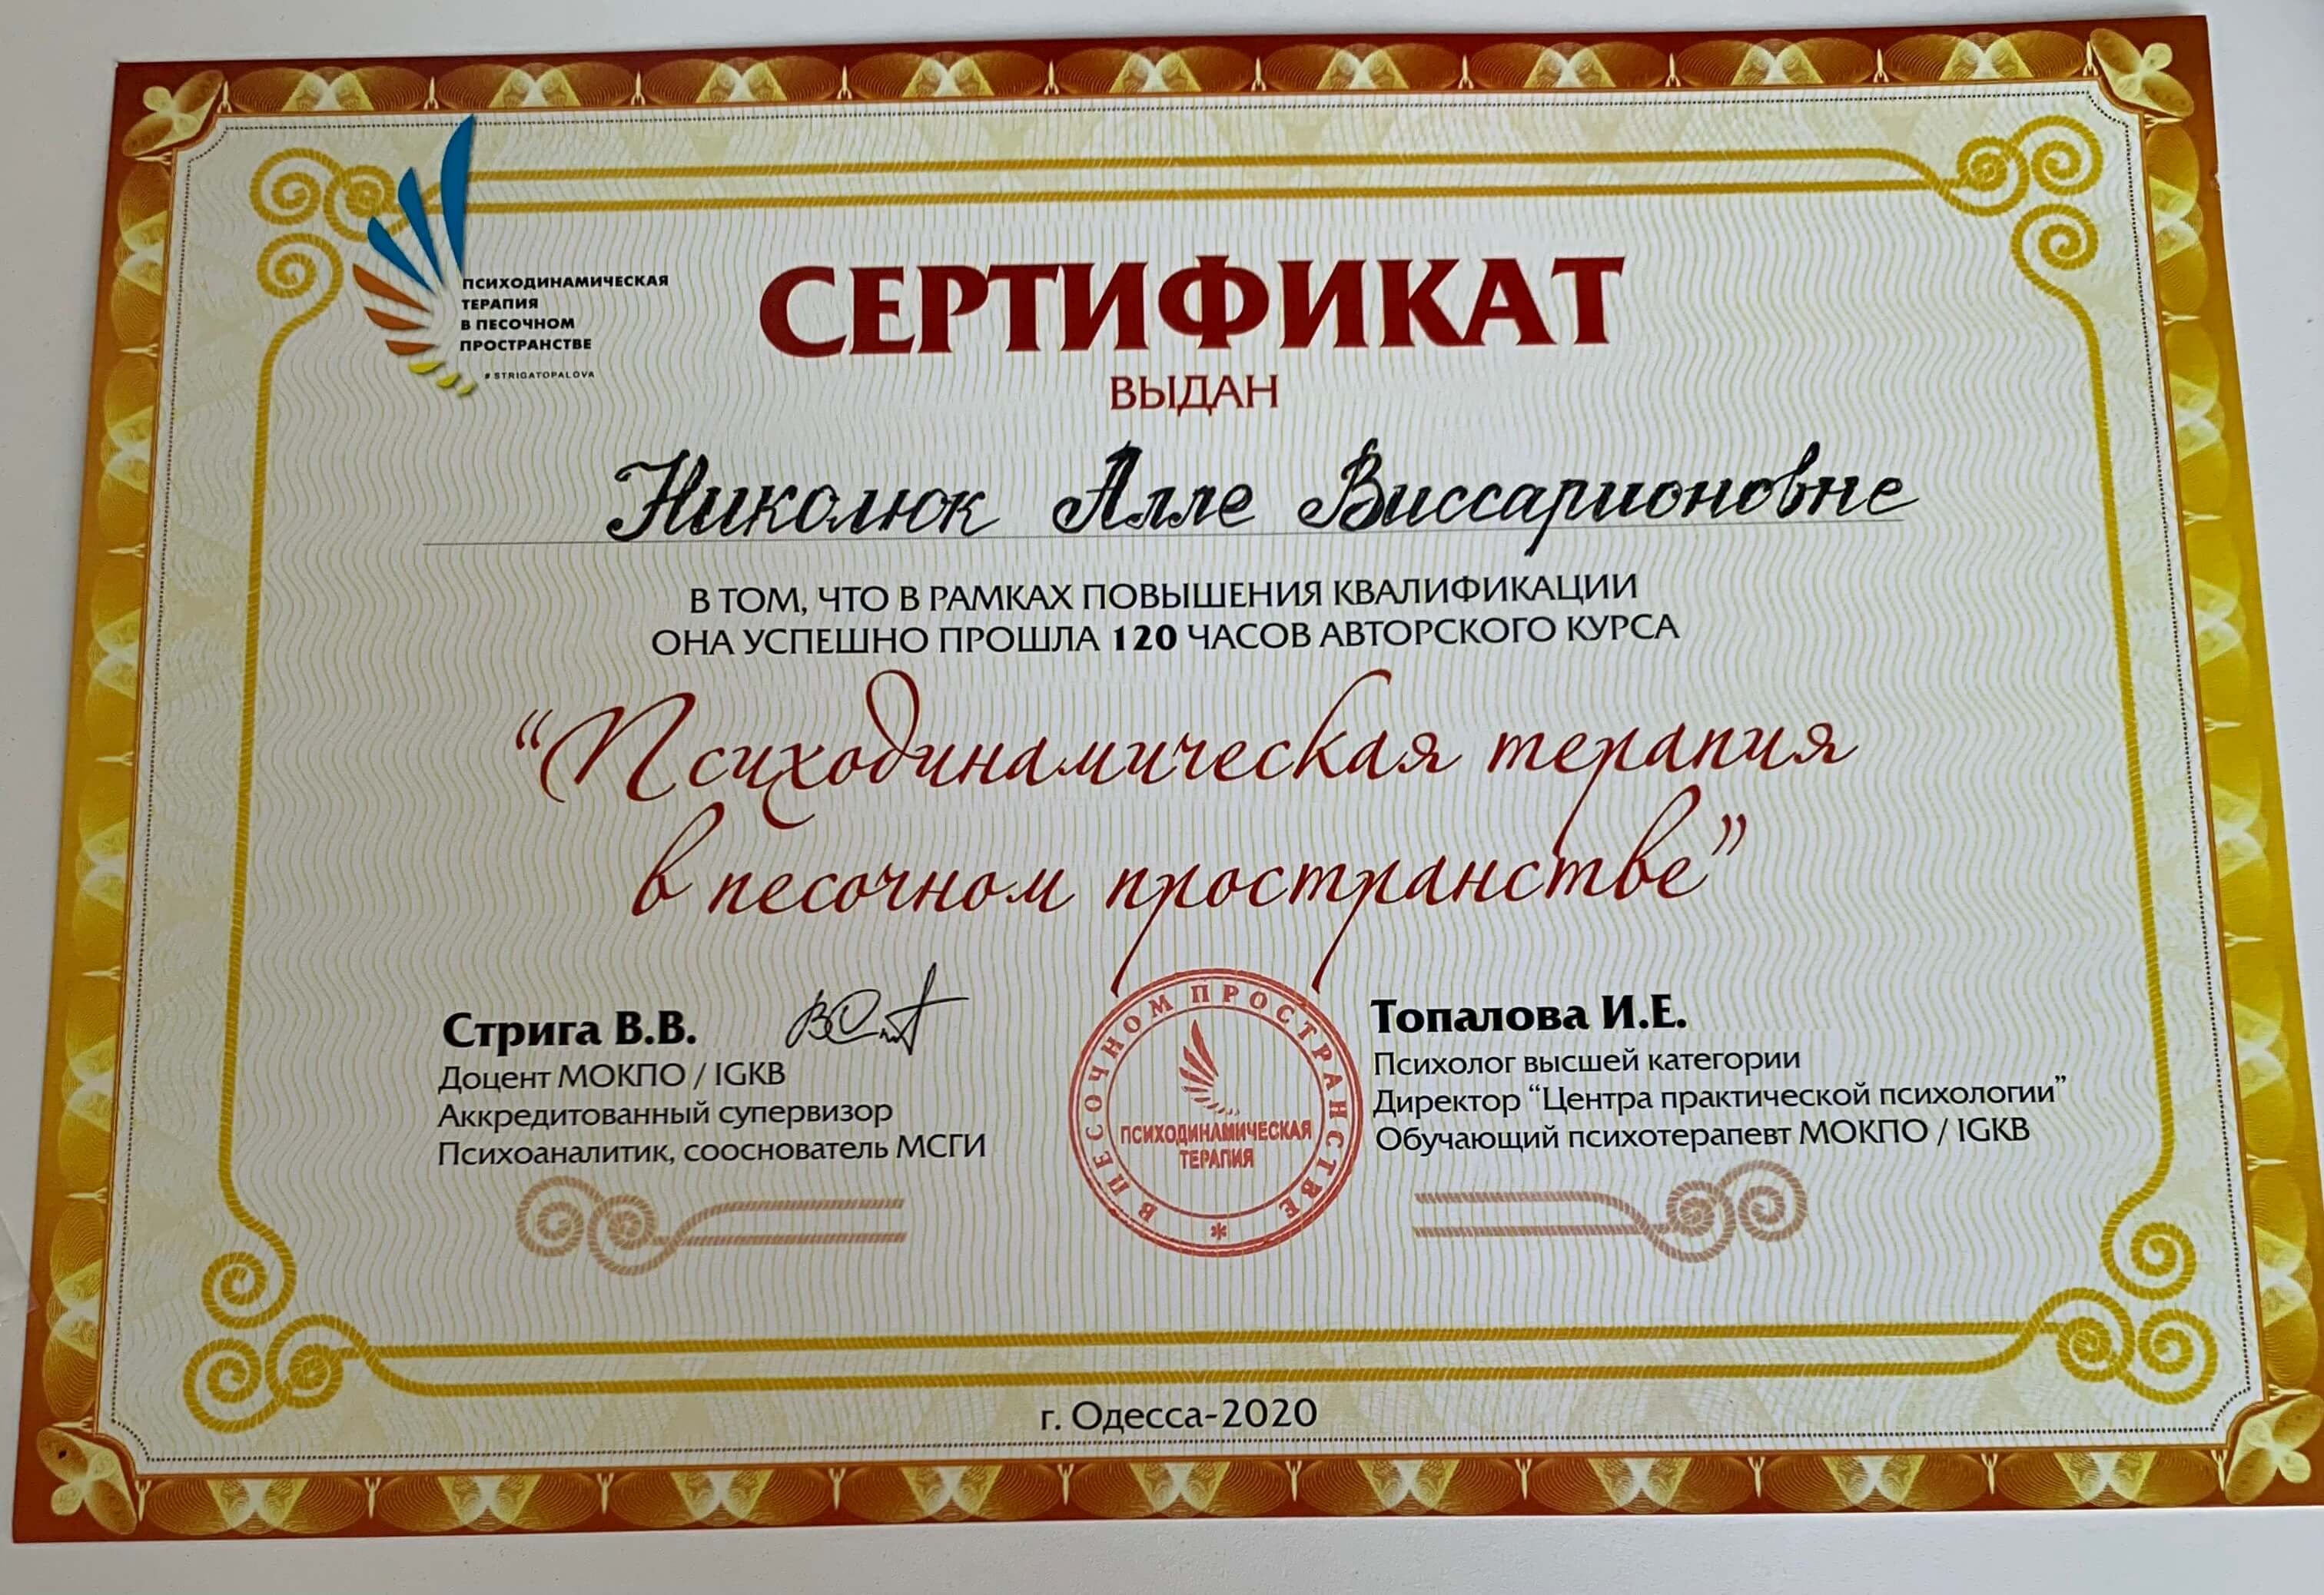 ПСИХОДИНАМИЧЕСКАЯ
ТЕРАПИЯ
В ПЕСОЧНОМ
ПРОСТРАНСТВЕ
# STRIGATOPALOVA
СЕРТИФИКАТ
ВЫДАН
Николюк Алле Виссарионовне
В ТОМ, ЧТО В РАМКАХ ПОВЫШЕНИЯ КВАЛИФИКАЦИИ
ОНА УСПЕШНО ПРОШЛА 120 ЧАСОВ АВТОРСКОГО КУРСА
“Психодинамическая терапия
в песочном пространстве”
Стрига В.В.
Доцент МОКПО / IGKB
Аккредитованный супервизор
Психоаналитик, сооснователь МСГИ
В ПЕСОЧНОМ ПРОСТРАНСТВЕ
ПСИХОДИНАМИЧЕСКАЯ
ТЕРАПИЯ
*
Топалова И.Е.
Психолог высшей категории
Директор “Центра практической психологии”
Обучающий психотерапевт МОКПО / IGKB
г. Одесса-2020